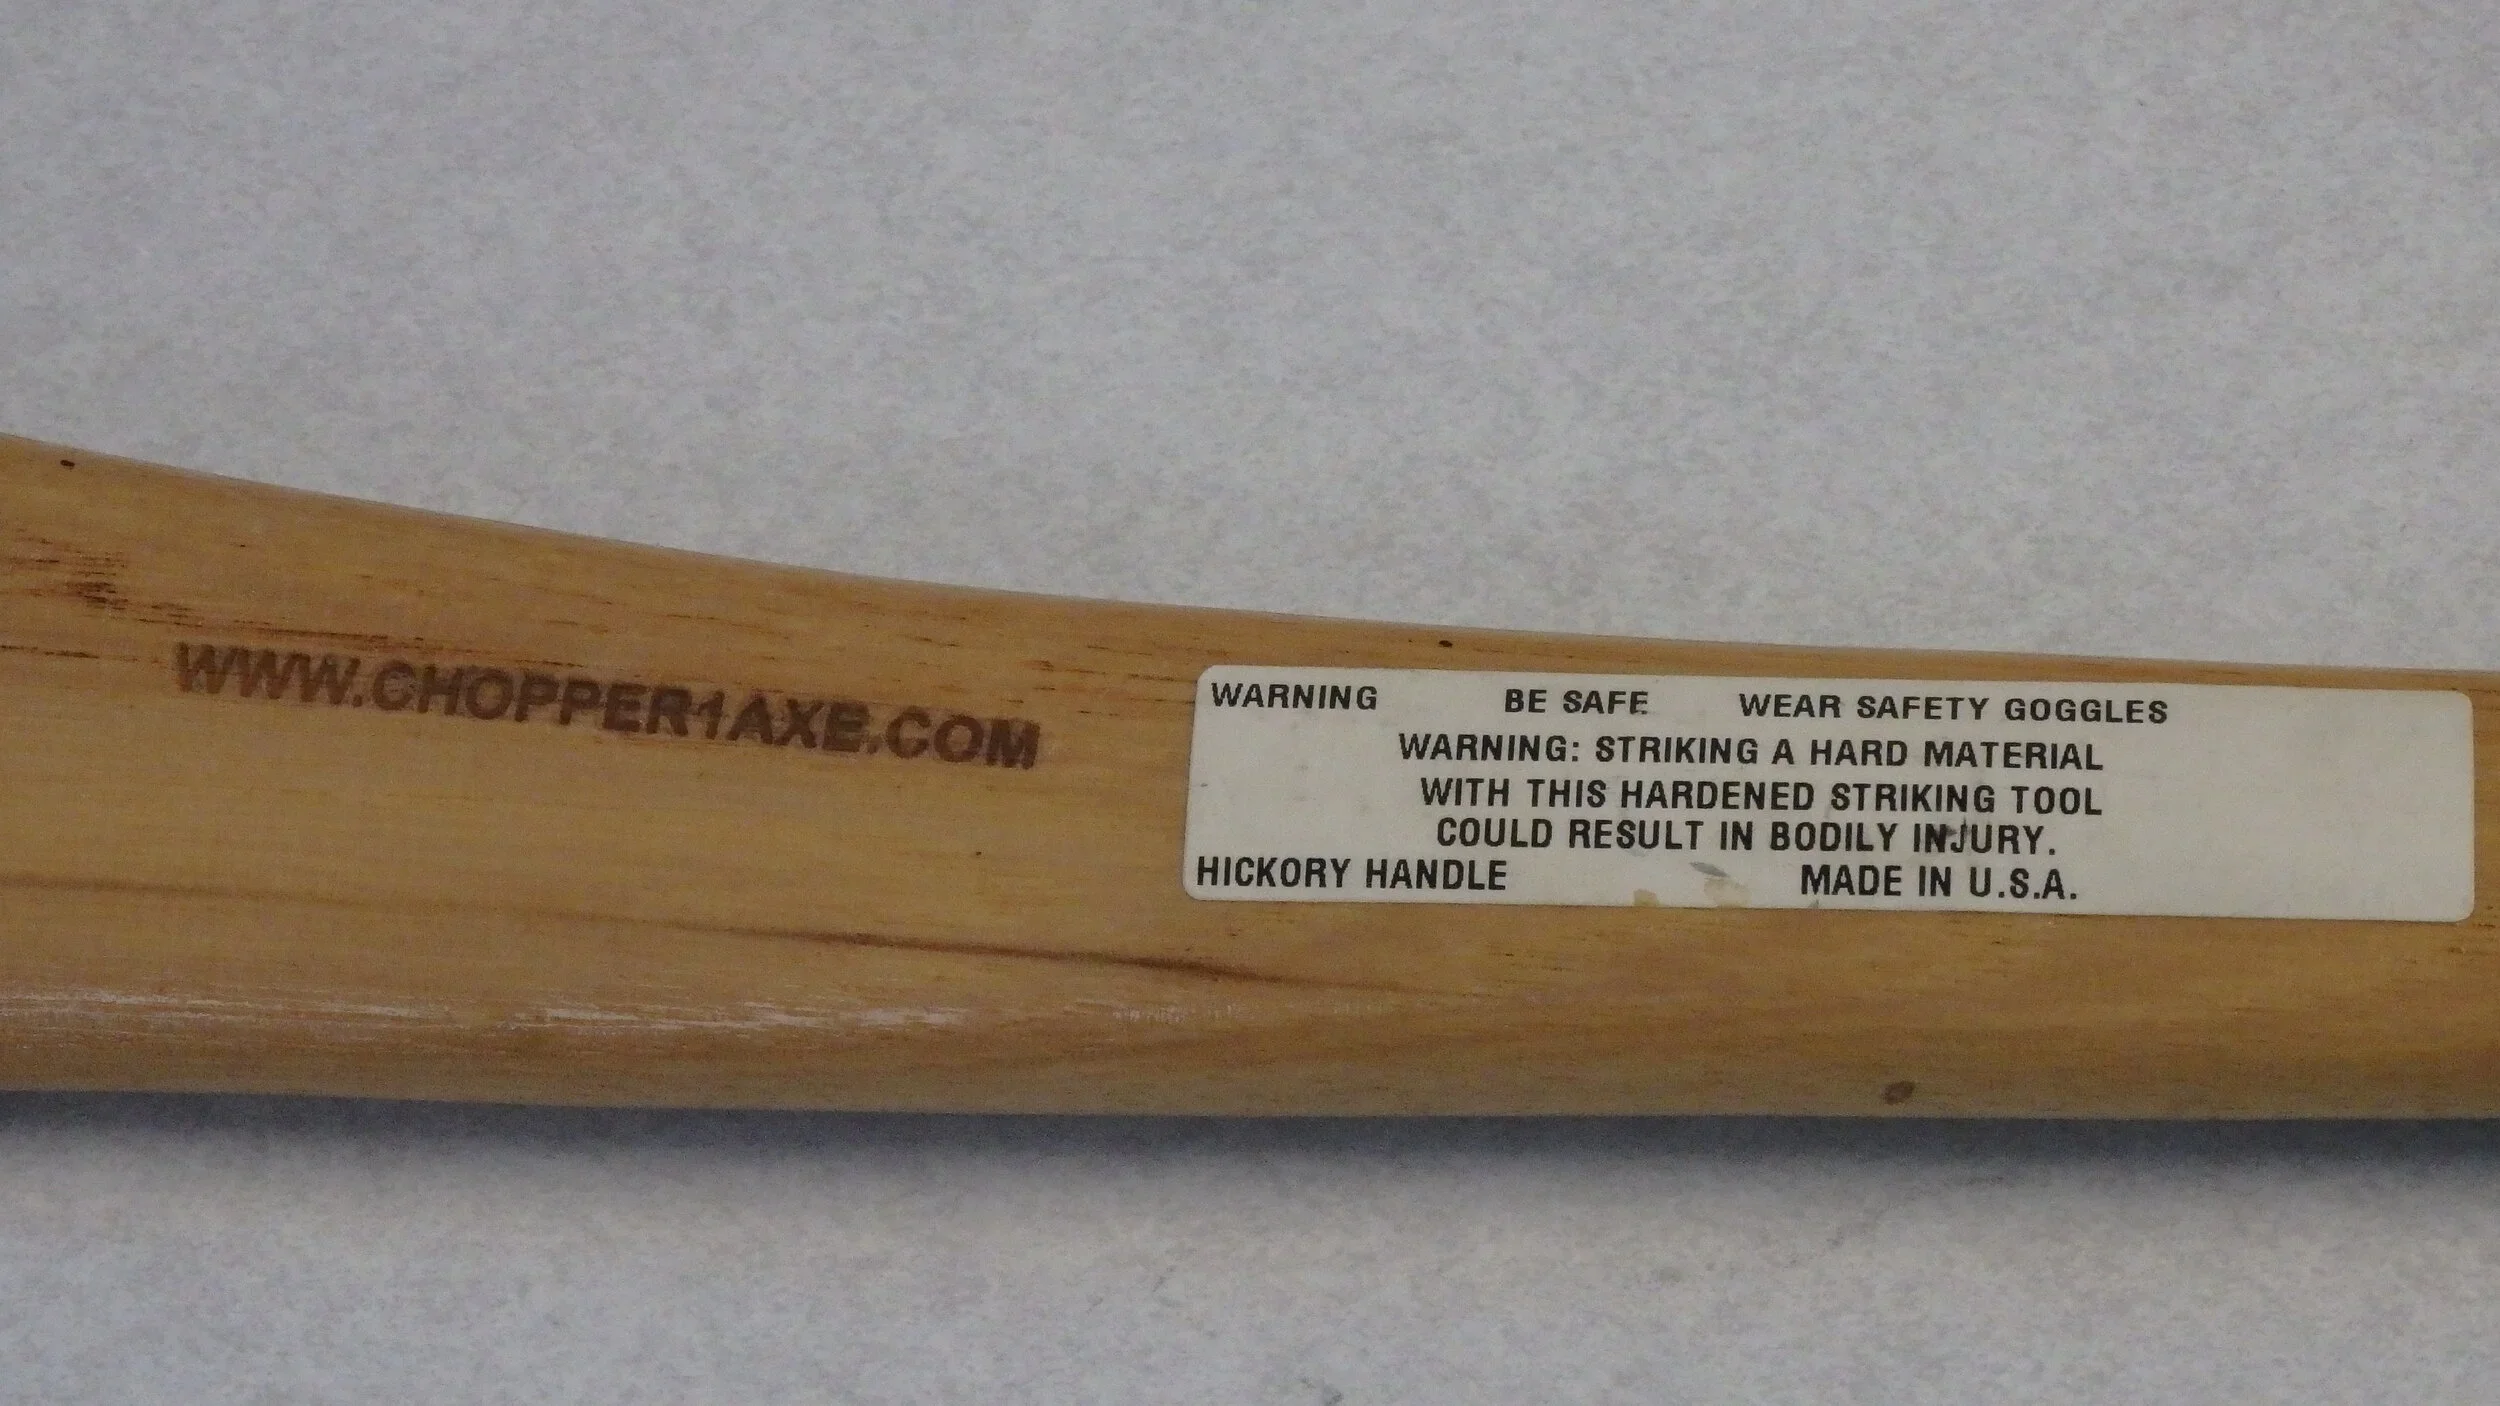 WWW.CHOPPER1AXE.COM
WARNING BE SAFE WEAR SAFETY GOGGLES
WARNING: STRIKING A HARD MATERIAL
WITH THIS HARDENED STRIKING TOOL
COULD RESULT IN BODILY INJURY.
HICKORY HANDLE MADE IN U.S.A.